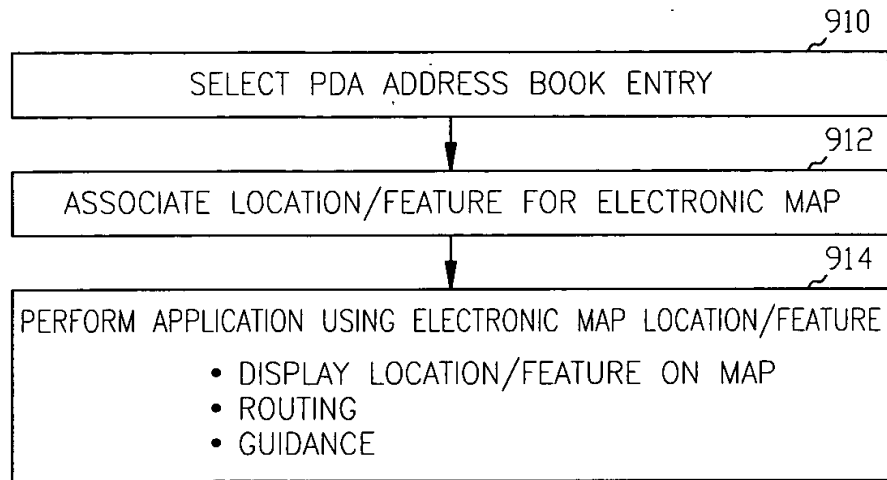 910
SELECT PDA ADDRESS BOOK ENTRY
912
ASSOCIATE LOCATION/FEATURE FOR ELECTRONIC MAP
914
PERFORM APPLICATION USING ELECTRONIC MAP LOCATION/FEATURE
• DISPLAY LOCATION/FEATURE ON MAP
• ROUTING
• GUIDANCE